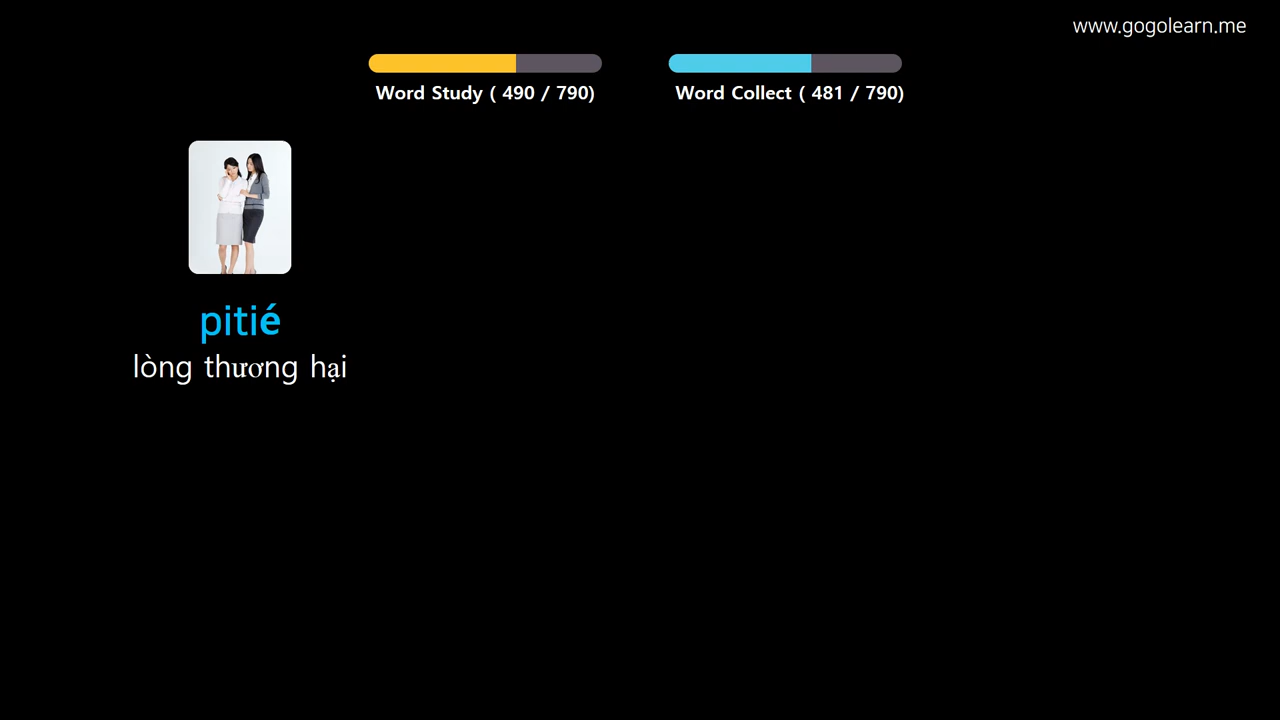 www.gogolearn.me
Word Study ( 490 / 790)
Word Collect ( 481 / 790)
pitié
lòng thương hại